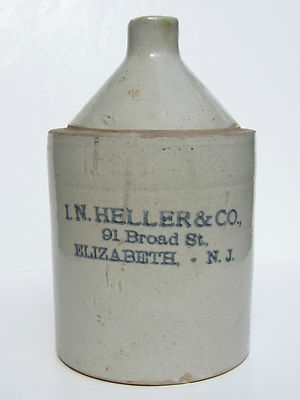 I. N. HELLER & CO.,
91 Broad St.,
ELIZABETH, N. J.